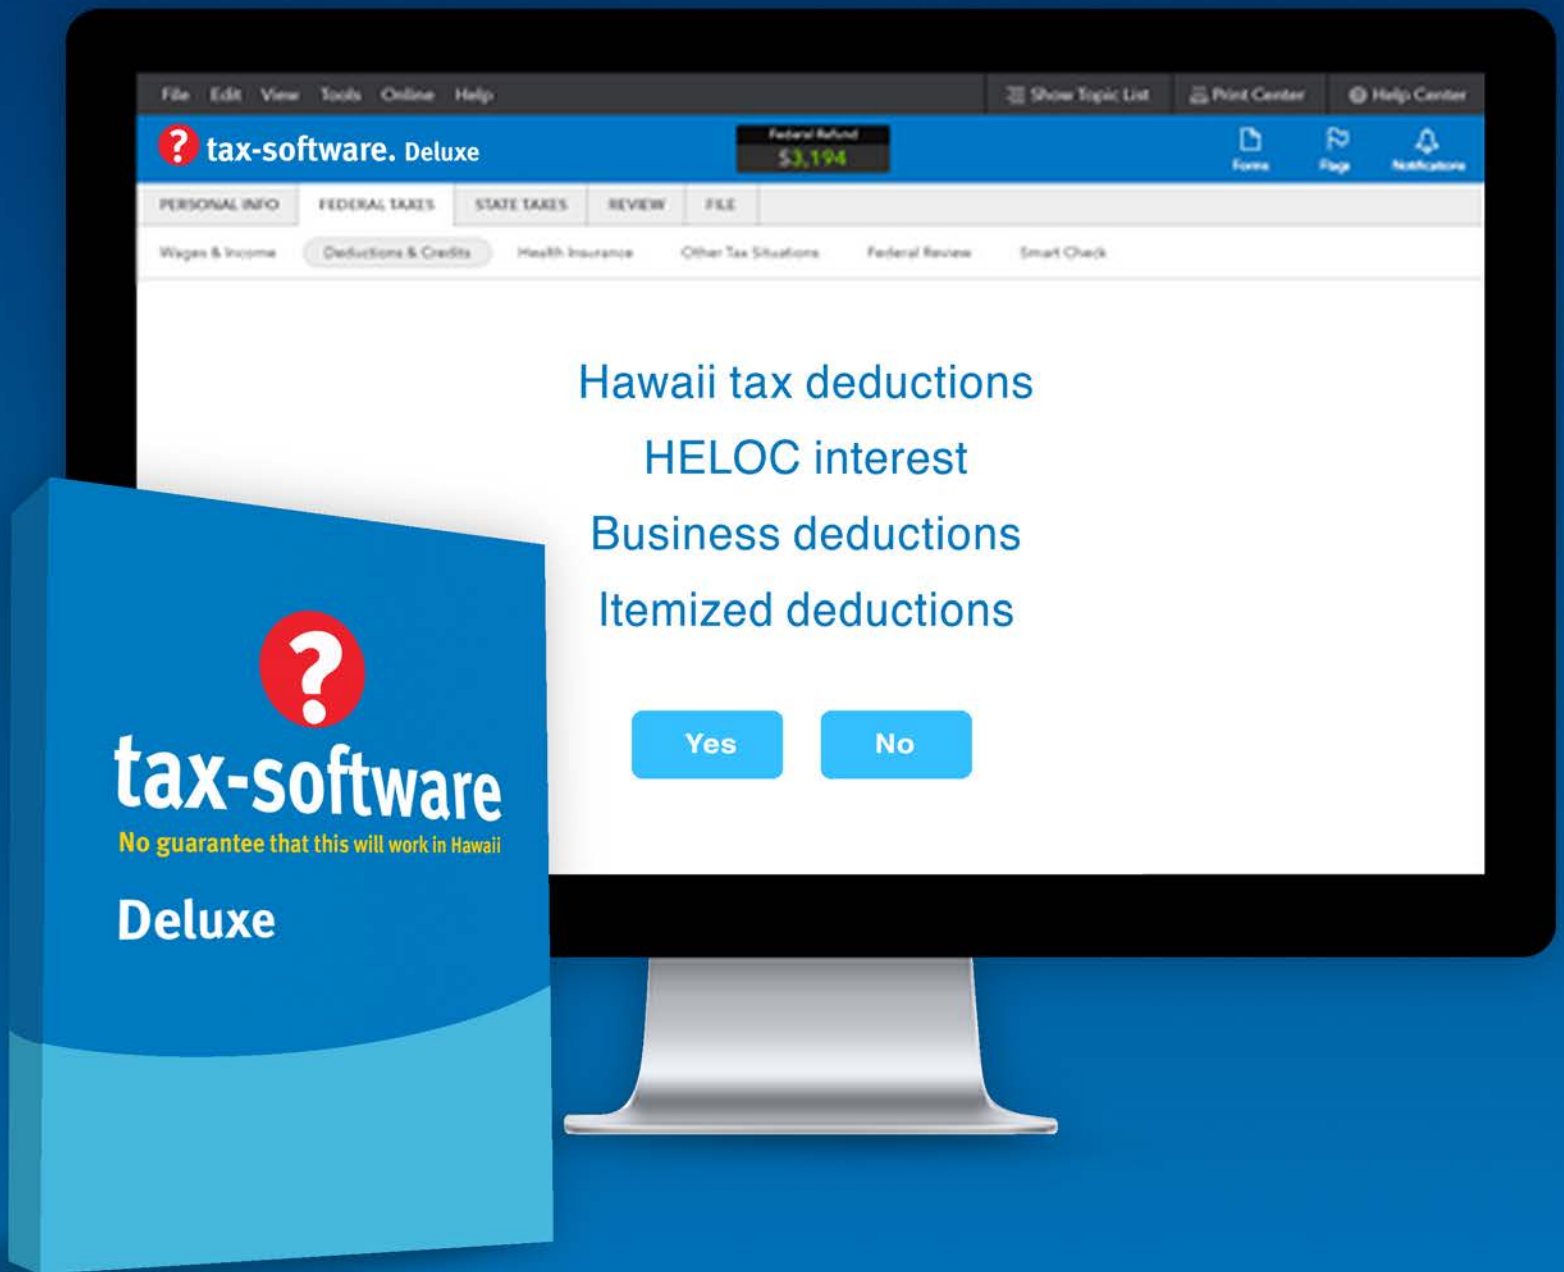 File Edit View Tools Online Help Show Topic List Print Center Help Center
? tax-software. Deluxe
Federal Refund
$3,194
Forms Flags Notifications
PERSONAL INFO FEDERAL TAXES STATE TAXES REVIEW FILE
Wages & Income Deductions & Credits Health Insurance Other Tax Situations Federal Review Smart Check
Hawaii tax deductions
HELOC interest
Business deductions
Itemized deductions
Yes No
?
tax-software
No guarantee that this will work in Hawaii
Deluxe